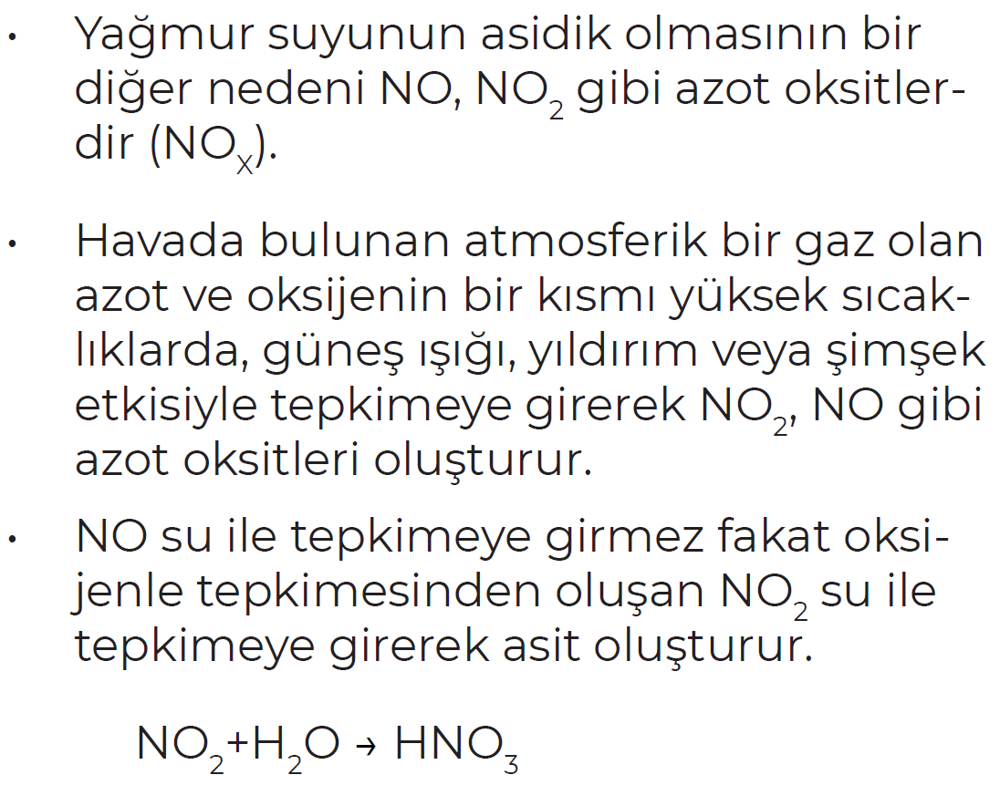 • Yağmur suyunun asidik olmasının bir
diğer nedeni NO, NO₂ gibi azot oksitler-
dir (NOₓ).
• Havada bulunan atmosferik bir gaz olan
azot ve oksijenin bir kısmı yüksek sıcak-
lıklarda, güneş ışığı, yıldırım veya şimşek
etkisiyle tepkimeye girerek NO₂, NO gibi
azot oksitleri oluşturur.
• NO su ile tepkimeye girmez fakat oksi-
jenle tepkimesinden oluşan NO₂ su ile
tepkimeye girerek asit oluşturur.
NO₂+H₂O → HNO₃